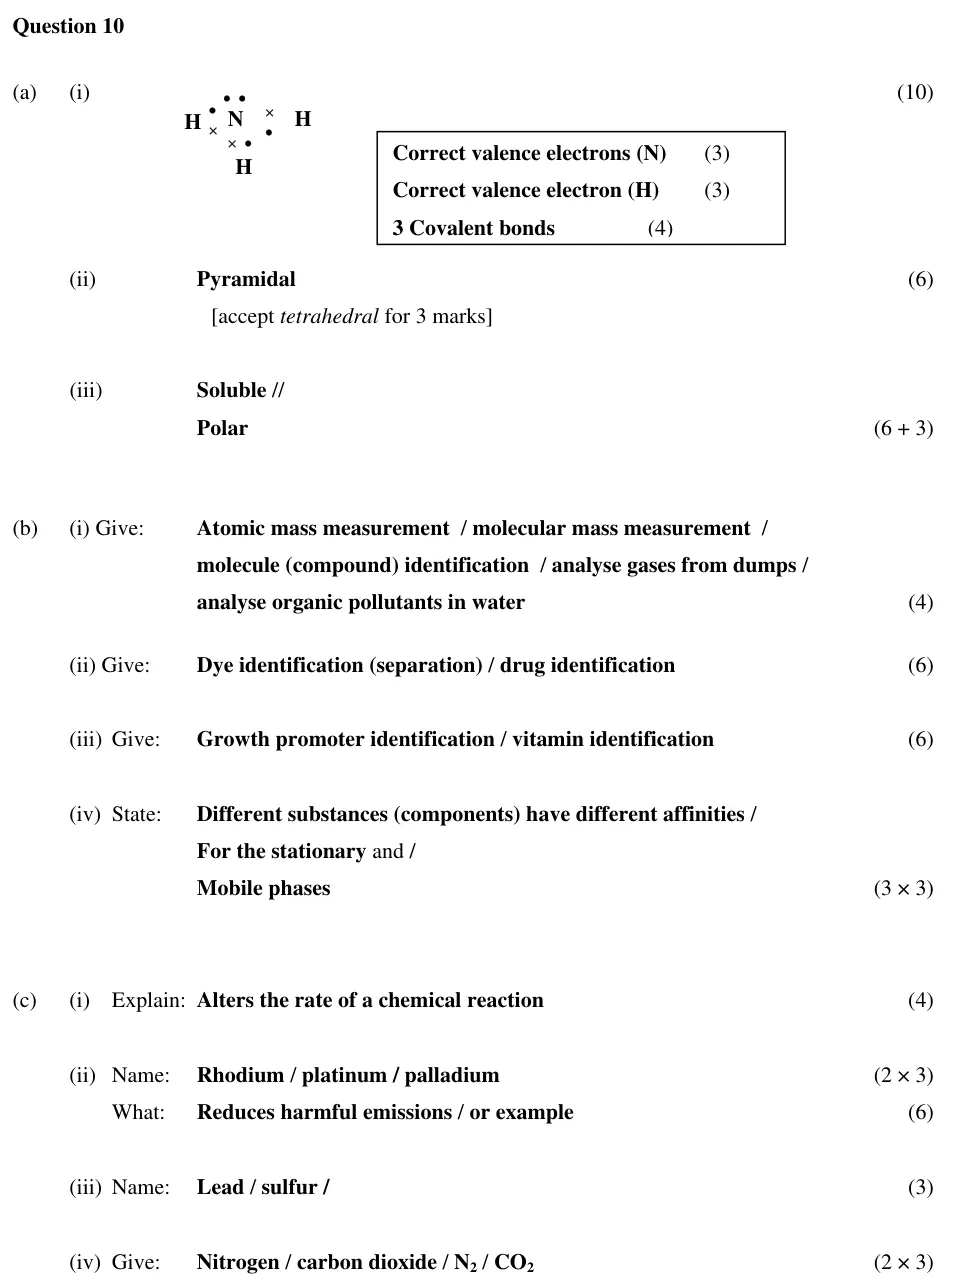 Question 10
(a) (i) (10)
• •
H • × N × • H
× •
H
Correct valence electrons (N) (3)
Correct valence electron (H) (3)
3 Covalent bonds (4)
(ii) Pyramidal (6)
[accept tetrahedral for 3 marks]
(iii) Soluble //
Polar (6 + 3)
(b) (i) Give: Atomic mass measurement / molecular mass measurement /
molecule (compound) identification / analyse gases from dumps /
analyse organic pollutants in water (4)
(ii) Give: Dye identification (separation) / drug identification (6)
(iii) Give: Growth promoter identification / vitamin identification (6)
(iv) State: Different substances (components) have different affinities /
For the stationary and /
Mobile phases (3 × 3)
(c) (i) Explain: Alters the rate of a chemical reaction (4)
(ii) Name: Rhodium / platinum / palladium (2 × 3)
What: Reduces harmful emissions / or example (6)
(iii) Name: Lead / sulfur / (3)
(iv) Give: Nitrogen / carbon dioxide / N₂ / CO₂ (2 × 3)